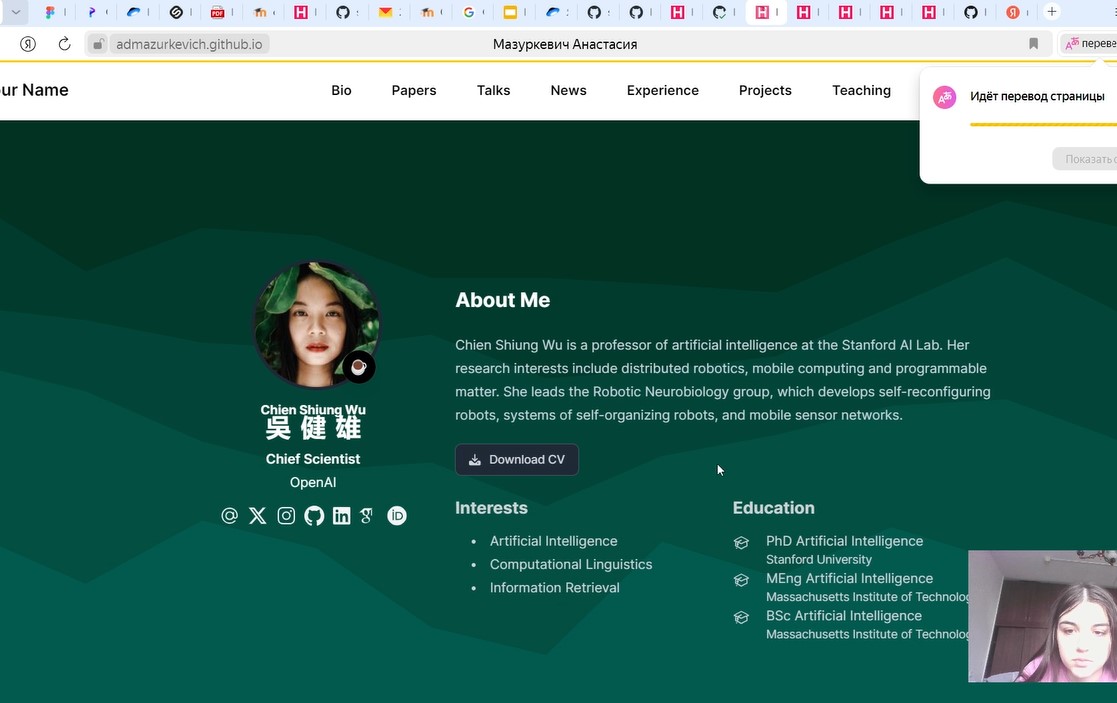 admazurkevich.github.io
Мазуркевич Анастасия
переве
ur Name
Bio
Papers
Talks
News
Experience
Projects
Teaching
Идёт перевод страницы
Показать
About Me
Chien Shiung Wu is a professor of artificial intelligence at the Stanford AI Lab. Her
research interests include distributed robotics, mobile computing and programmable
matter. She leads the Robotic Neurobiology group, which develops self-reconfiguring
robots, systems of self-organizing robots, and mobile sensor networks.
Chien Shiung Wu
吳健雄
Chief Scientist
OpenAI
Download CV
Interests
Artificial Intelligence
Computational Linguistics
Information Retrieval
Education
PhD Artificial Intelligence
Stanford University
MEng Artificial Intelligence
Massachusetts Institute of Technolog
BSc Artificial Intelligence
Massachusetts Institute of Technolog